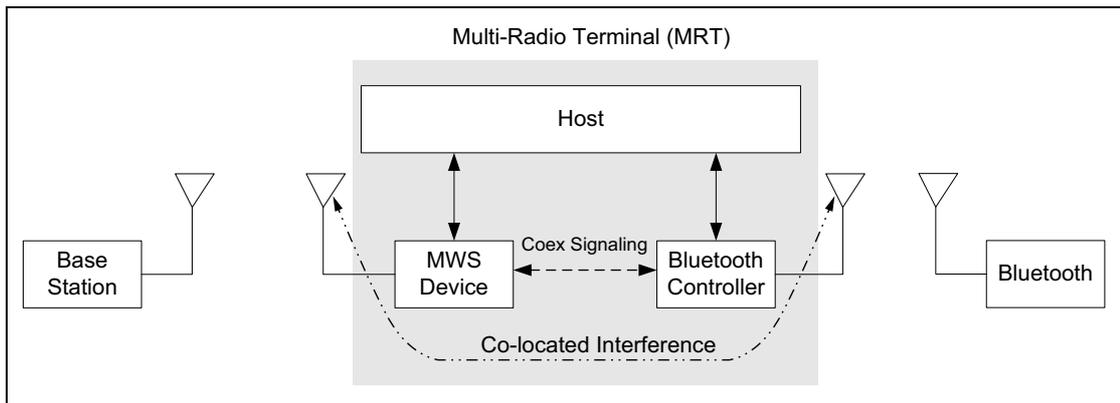 Multi-Radio Terminal (MRT)
Host
Base
Station
MWS
Device
Coex Signaling
Bluetooth
Controller
Bluetooth
Co-located Interference